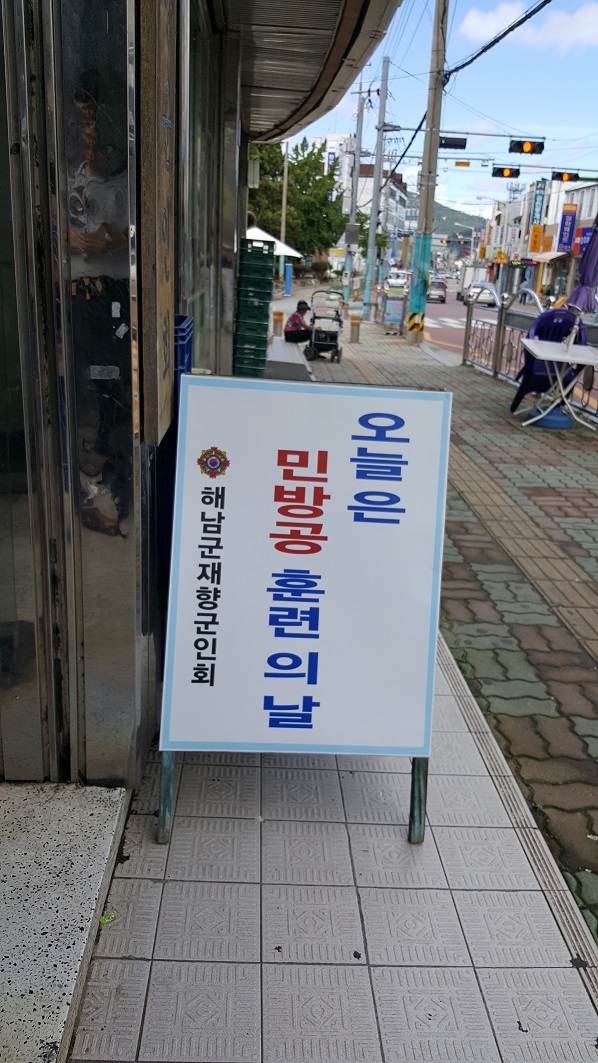 오늘은
민방공 훈련의날
해남군재향군인회